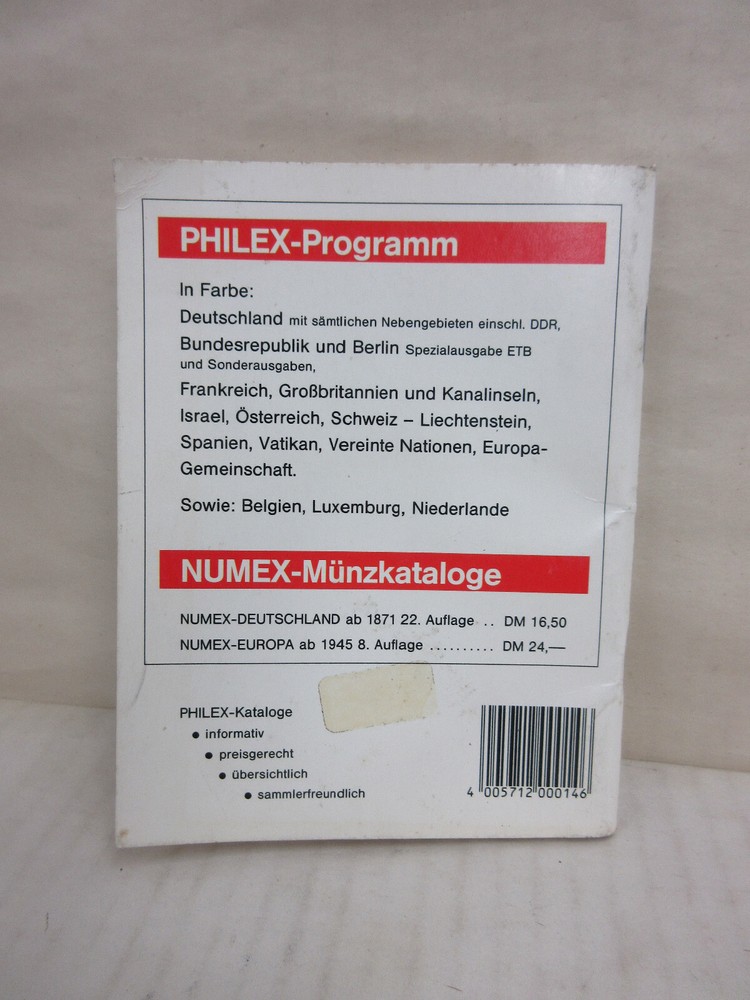 PHILEX-Programm
In Farbe:
Deutschland mit sämtlichen Nebengebieten einschl. DDR,
Bundesrepublik und Berlin Spezialausgabe ETB
und Sonderausgaben,
Frankreich, Großbritannien und Kanalinseln,
Israel, Österreich, Schweiz – Liechtenstein,
Spanien, Vatikan, Vereinte Nationen, Europa-
Gemeinschaft.
Sowie: Belgien, Luxemburg, Niederlande
NUMEX-Münzkataloge
NUMEX-DEUTSCHLAND ab 1871 22. Auflage .. DM 16,50
NUMEX-EUROPA ab 1945 8. Auflage .......... DM 24,—
PHILEX-Kataloge
● informativ
● preisgerecht
● übersichtlich
● sammlerfreundlich
4 005712 000146